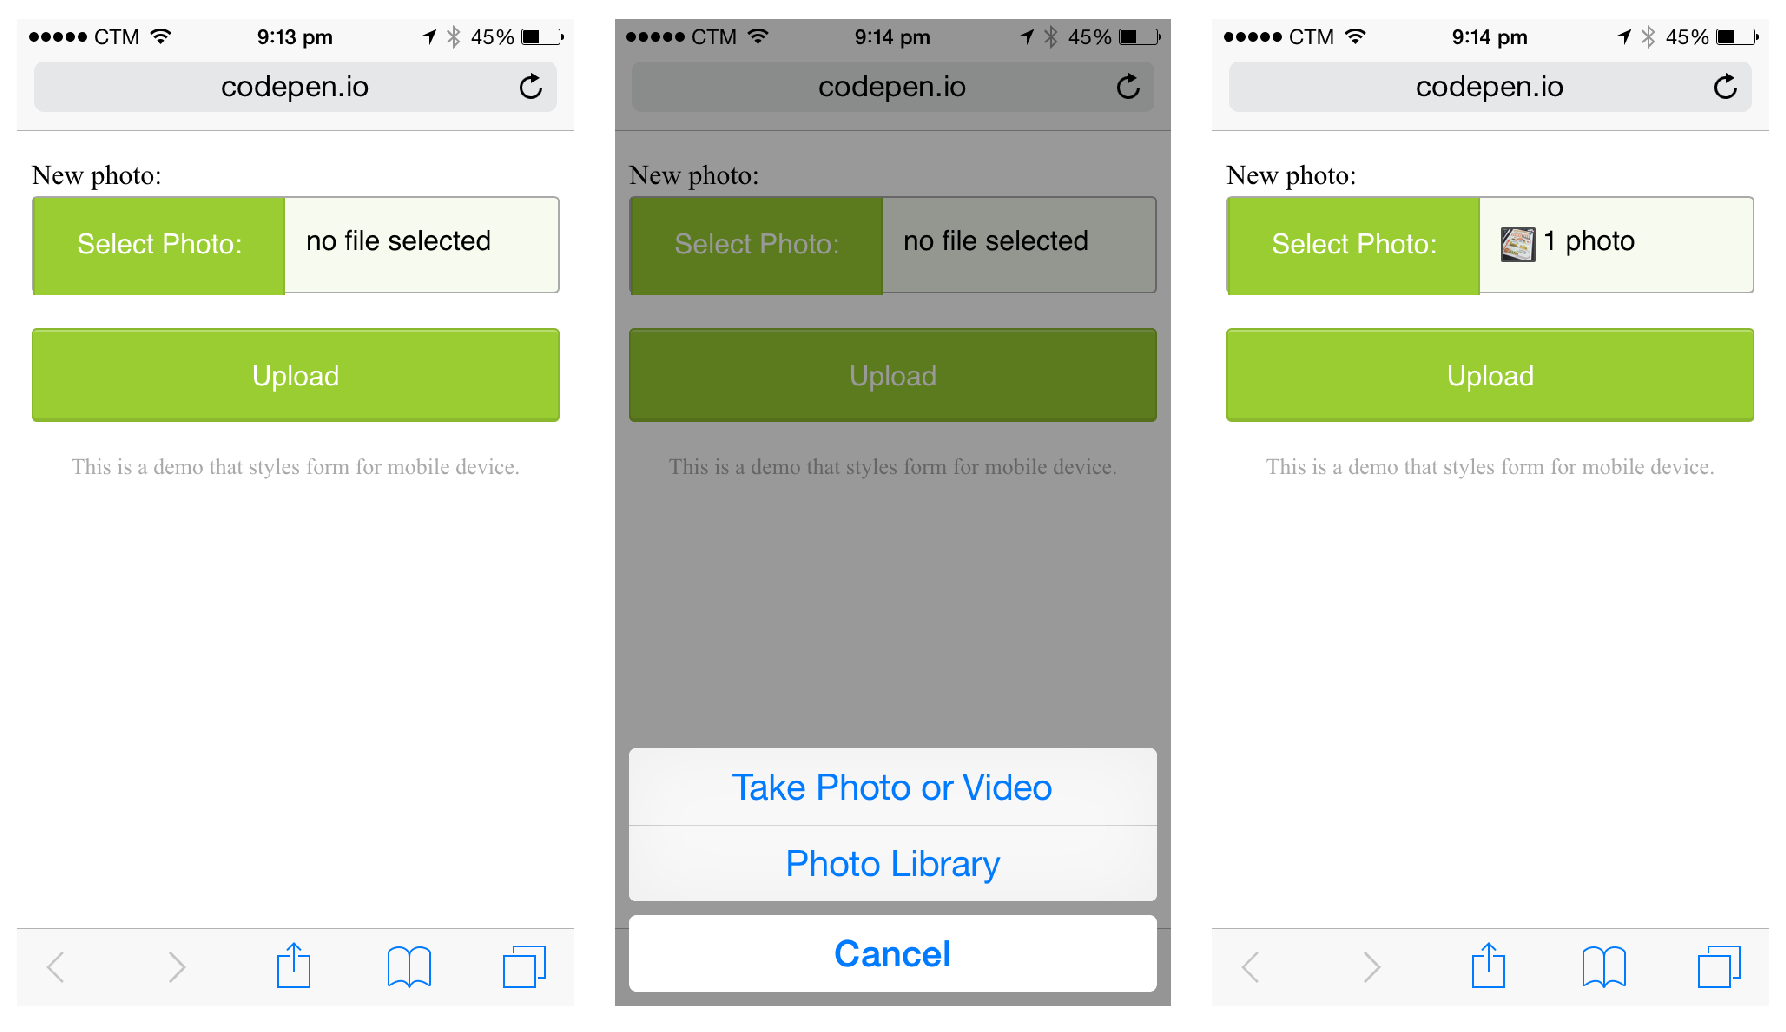 CTM 9:13 pm 45%
codepen.io
New photo:
Select Photo: no file selected
Upload
This is a demo that styles form for mobile device.
CTM 9:14 pm 45%
codepen.io
New photo:
Select Photo: no file selected
Upload
This is a demo that styles form for mobile device.
Take Photo or Video
Photo Library
Cancel
CTM 9:14 pm 45%
codepen.io
New photo:
Select Photo: 1 photo
Upload
This is a demo that styles form for mobile device.